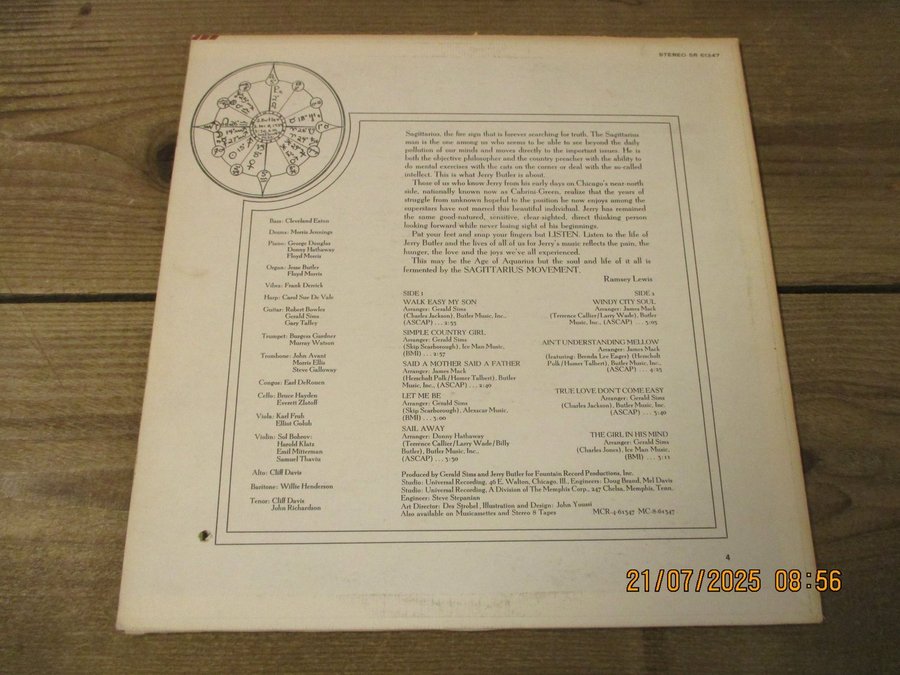 STEREO SR 61347
Sagittarius, the fire sign that is forever searching for truth. The Sagittarius
man is the one among us who seems to be able to see beyond the daily
pollution of our minds and moves directly to the important issues. He is
both the objective philosopher and the country preacher with the ability to
do mental exercises with the cats on the corner or deal with the so-called
intellect. This is what Jerry Butler is about.
Those of us who know Jerry from his early days on Chicago's near-north
side, nationally known now as Cabrini-Green, realize that the years of
struggle from unknown hopeful to the position he now enjoys among the
superstars have not marred this beautiful individual. Jerry has remained
the same good-natured, sensitive, clear-sighted, direct thinking person
looking forward while never losing sight of his beginnings.
Pat your feet and snap your fingers but LISTEN. Listen to the life of
Jerry Butler and the lives of all of us for Jerry's music reflects the pain, the
hunger, the love and the joys we've all experienced.
This may be the Age of Aquarius but the soul and life of it all is
fermented by the SAGITTARIUS MOVEMENT.
Ramsey Lewis
Bass: Cleveland Eaton
Drums: Morris Jennings
Piano: George Douglas
Donny Hathaway
Floyd Morris
Organ: Jesse Butler
Floyd Morris
Vibes: Frank Derrick
Harp: Carol Sue De Vale
Guitar: Robert Bowles
Gerald Sims
Gary Taffey
Trumpet: Burgess Gardner
Murray Watson
Trombone: John Avant
Morris Ellis
Steve Galloway
Congas: Earl DeRouen
Cello: Bruce Hayden
Everett Zlatoff
Viola: Karl Fruh
Elliot Golub
Violin: Sol Bobrov
Harold Klatz
Emil Mitterman
Samuel Thaviu
Alto: Cliff Davis
Baritone: Willie Henderson
Tenor: Cliff Davis
John Richardson
SIDE 1
WALK EASY MY SON
Arranger: Gerald Sims
(Charles Jackson), Butler Music, Inc.,
(ASCAP) . . . 2:55
SIMPLE COUNTRY GIRL
Arranger: Gerald Sims
(Skip Scarborough), Ice Man Music,
(BMI) . . . 2:57
SAID A MOTHER SAID A FATHER
Arranger: James Mack
(Herscholt Polk/Homer Talbert), Butler
Music, Inc., (ASCAP) . . . 2:40
LET ME BE
Arranger: Gerald Sims
(Skip Scarborough), Alexscar Music,
(BMI) . . . 3:00
SAIL AWAY
Arranger: Donny Hathaway
(Terrence Callier/Larry Wade/Billy
Butler), Butler Music, Inc.,
(ASCAP) . . . 3:30
SIDE 2
WINDY CITY SOUL
Arranger: James Mack
(Terrence Callier/Larry Wade), Butler
Music, Inc., (ASCAP) . . . 3:05
AIN'T UNDERSTANDING MELLOW
Arranger: James Mack
(featuring: Brenda Lee Eager) (Herscholt
Polk/Homer Talbert), Butler Music, Inc.,
(ASCAP) . . . 4:25
TRUE LOVE DON'T COME EASY
Arranger: Gerald Sims
(Charles Jackson), Butler Music, Inc.
(ASCAP) . . . 3:40
THE GIRL IN HIS MIND
Arranger: Gerald Sims
(Charles Jones), Ice Man Music,
(BMI) . . . 3:11
Produced by Gerald Sims and Jerry Butler for Fountain Record Productions, Inc.
Studio: Universal Recording, 46 E. Walton, Chicago, Ill., Engineers: Doug Brand, Mel Davis
Studio: Universal Recording, A Division of The Memphis Corp., 247 Chelsa, Memphis, Tenn.
Engineer: Steve Stepanian
Art Director: Des Strobel, Illustration and Design: John Youssi
Also available on Musicassettes and Stereo 8 Tapes MCR-4-61347 MC-8-61347
4
21/07/2025 08:56